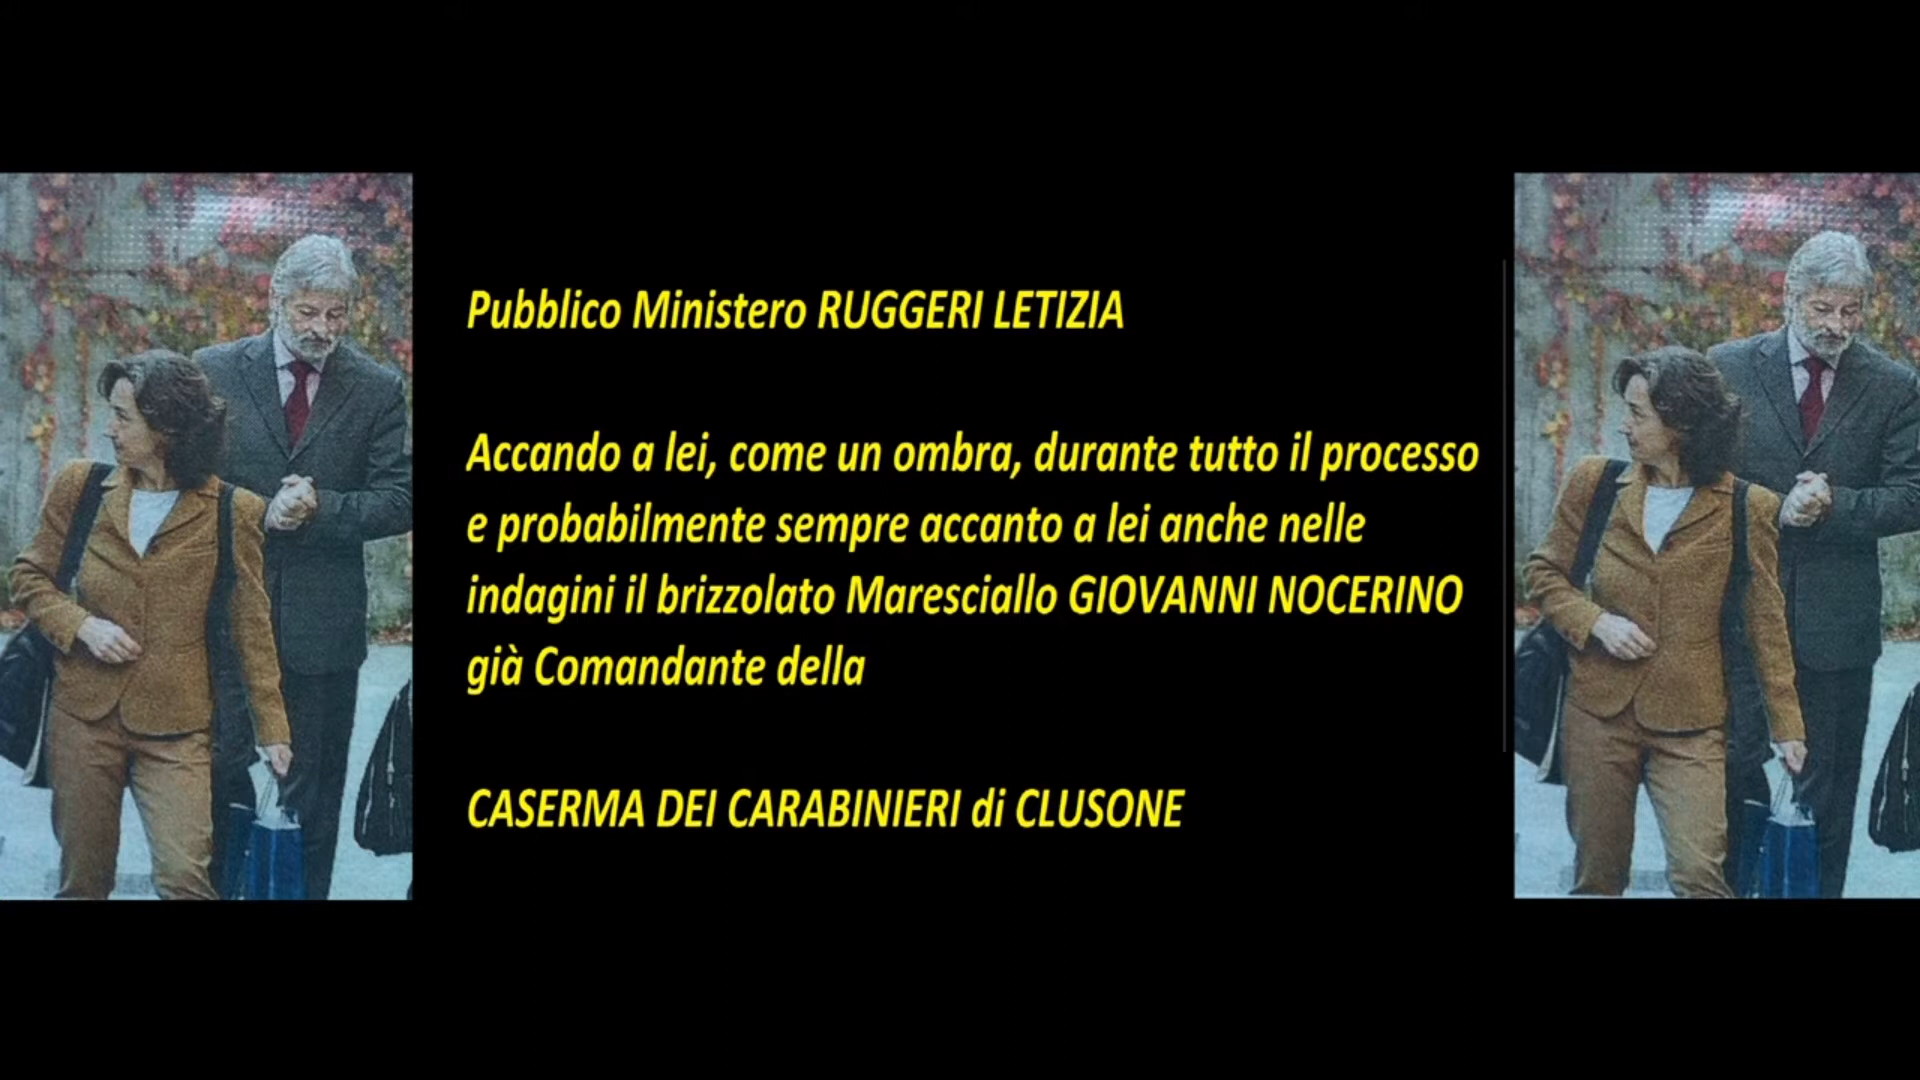 Pubblico Ministero RUGGERI LETIZIA
Accando a lei, come un ombra, durante tutto il processo
e probabilmente sempre accanto a lei anche nelle
indagini il brizzolato Maresciallo GIOVANNI NOCERINO
già Comandante della
CASERMA DEI CARABINIERI di CLUSONE